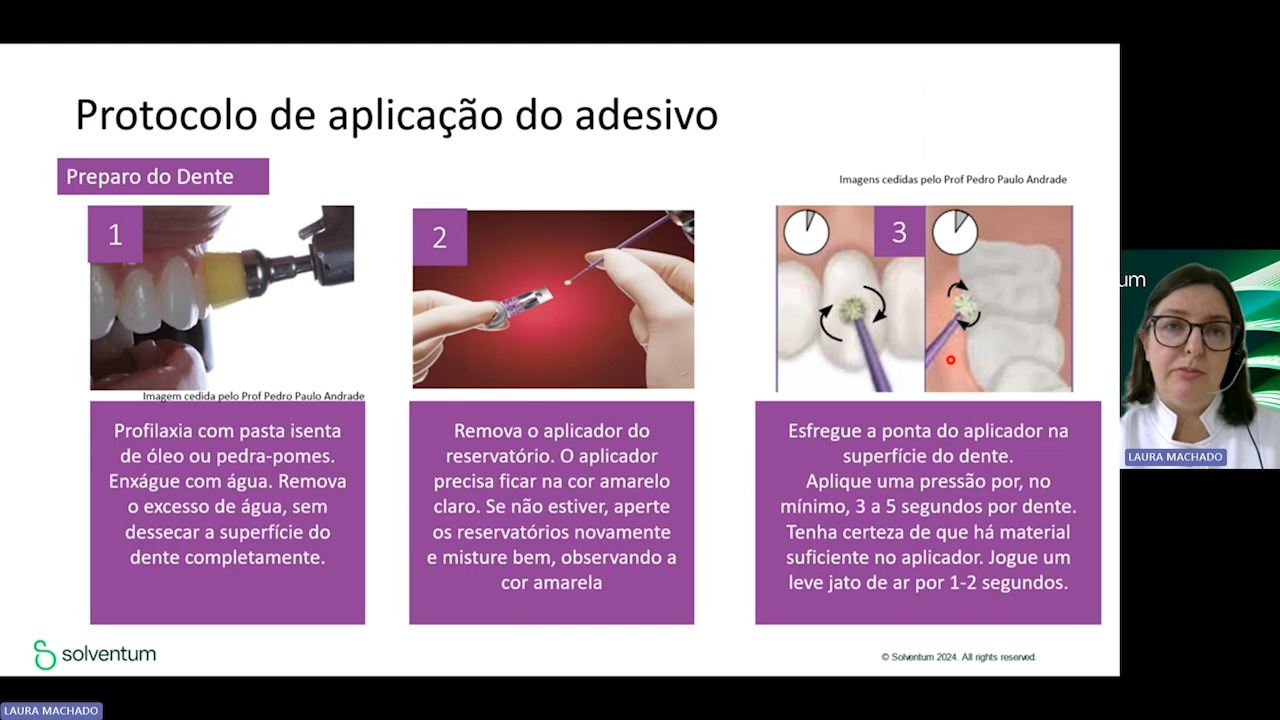 Protocolo de aplicação do adesivo
Preparo do Dente
Imagens cedidas pelo Prof Pedro Paulo Andrade
1
2
3
Imagem cedida pelo Prof Pedro Paulo Andrade
Profilaxia com pasta isenta
de óleo ou pedra-pomes.
Enxágue com água. Remova
o excesso de água, sem
dessecar a superfície do
dente completamente.
Remova o aplicador do
reservatório. O aplicador
precisa ficar na cor amarelo
claro. Se não estiver, aperte
os reservatórios novamente
e misture bem, observando a
cor amarela
Esfregue a ponta do aplicador na
superfície do dente.
Aplique uma pressão por, no
mínimo, 3 a 5 segundos por dente.
Tenha certeza de que há material
suficiente no aplicador. Jogue um
leve jato de ar por 1-2 segundos.
solventum
© Solventum 2024. All rights reserved.
um
LAURA MACHADO
LAURA MACHADO